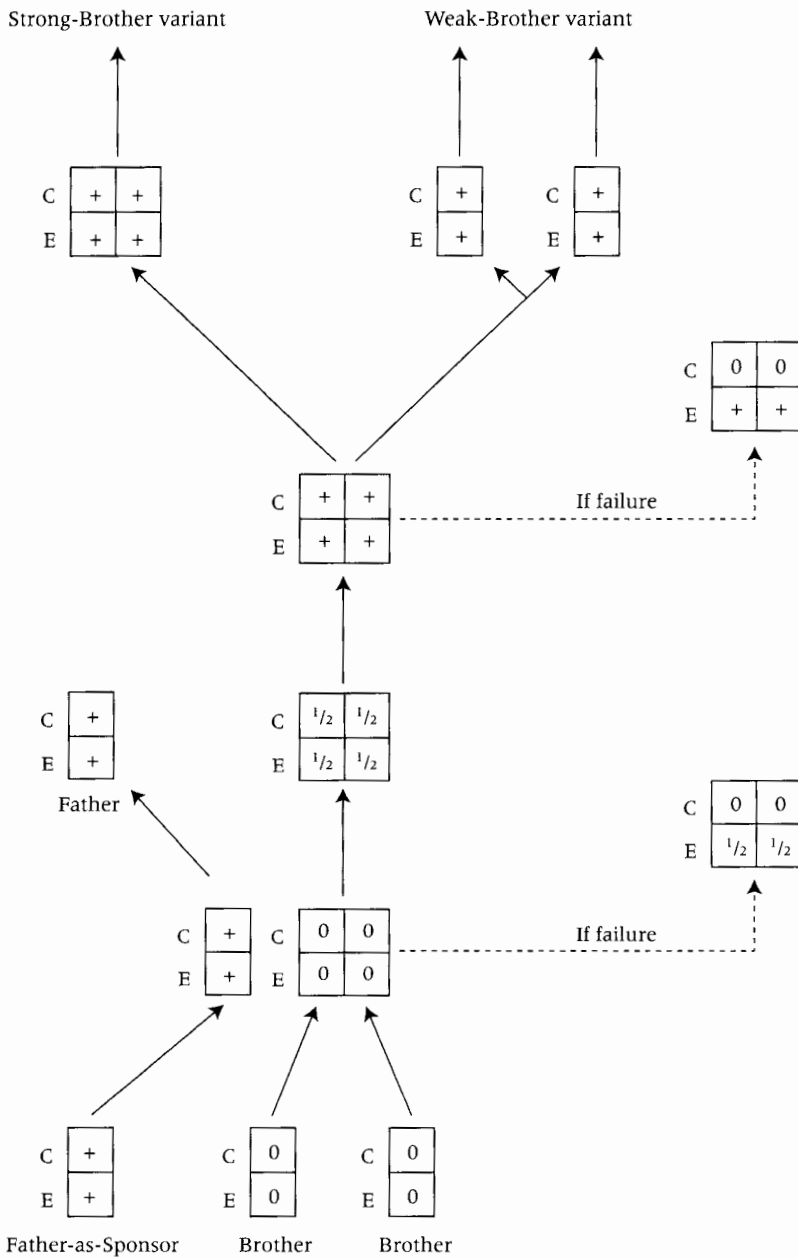 Strong-Brother variant Weak-Brother variant
C + + C + C +
E + + E + E +
C 0 0
E + +
C + +
If failure
E + +
C + C 1/2 1/2
E + E 1/2 1/2
Father
C 0 0
E 1/2 1/2
C + C 0 0
If failure
E + E 0 0
C + C 0 C 0
E + E 0 E 0
Father-as-Sponsor Brother Brother